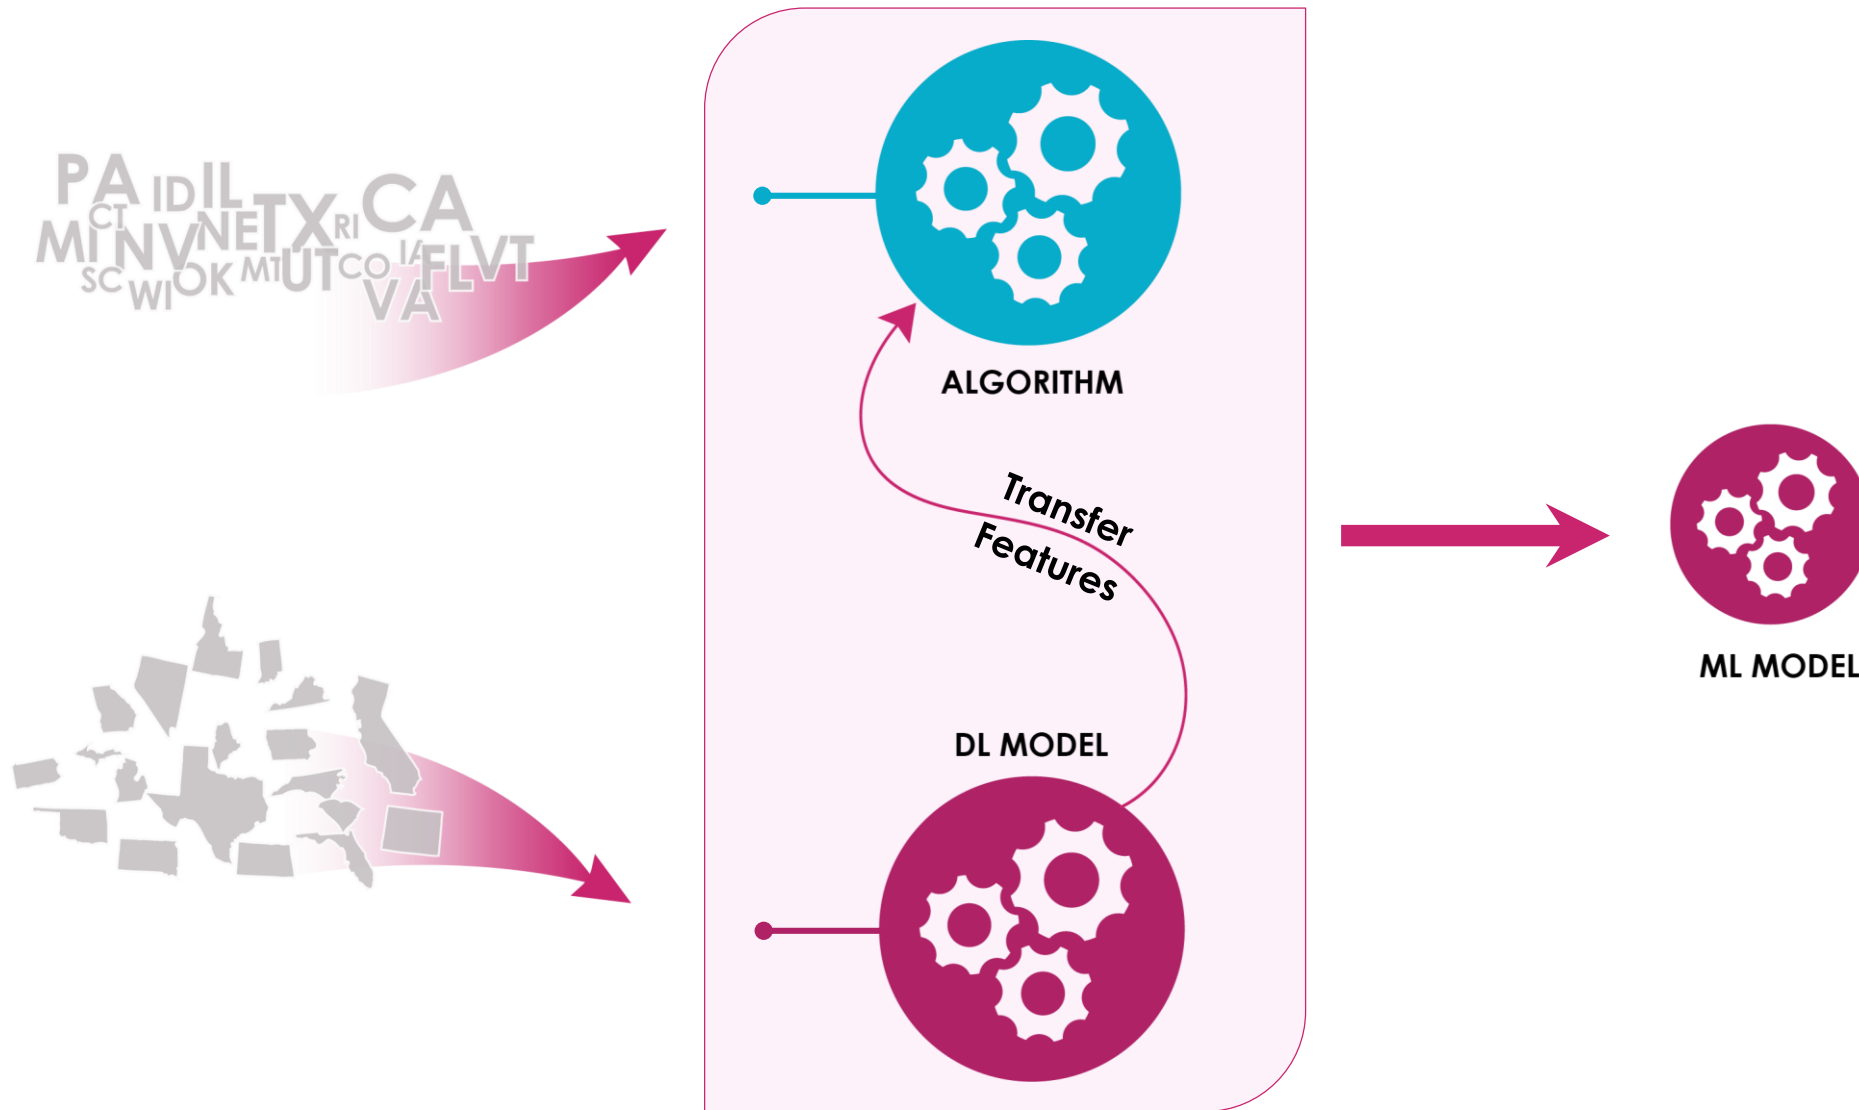 PA ID IL TX RI CA
CT
MI NV NE IA FL VT
SC WI OK MT UT CO
VA
ALGORITHM
Transfer
Features
DL MODEL
ML MODEL